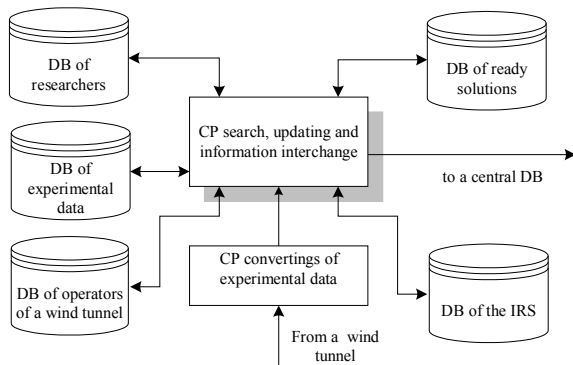 DB of
researchers
DB of ready
solutions
CP search, updating and
information interchange
DB of
experimental
data
to a central DB
CP convertings of
experimental data
DB of operators
of a wind tunnel
DB of the IRS
From a wind
tunnel